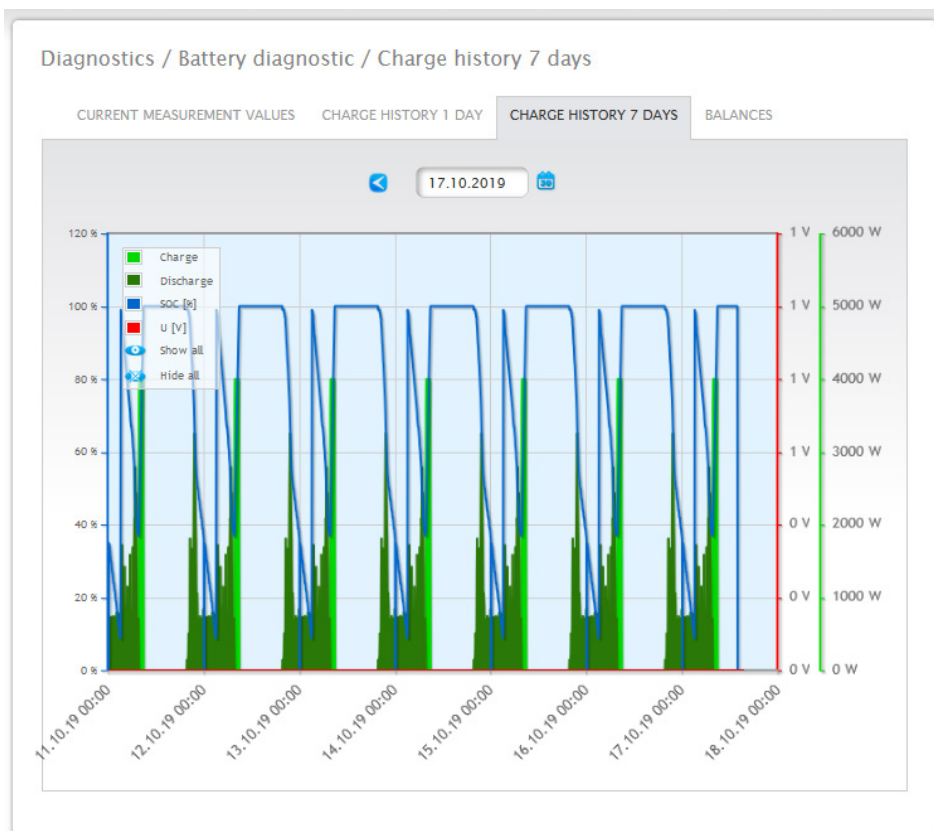 Diagnostics / Battery diagnostic / Charge history 7 days
CURRENT MEASUREMENT VALUES CHARGE HISTORY 1 DAY CHARGE HISTORY 7 DAYS BALANCES
17.10.2019
30
120 % 1 V 6000 W
Charge
Discharge
100 % SOC [%] 1 V 5000 W
U [V]
Show all
80 % Hide all 1 V 4000 W
60 % 1 V 3000 W
40 % 0 V 2000 W
20 % 0 V 1000 W
0 % 0 V 0 W
11.10.19 00:00 12.10.19 00:00 13.10.19 00:00 14.10.19 00:00 15.10.19 00:00 16.10.19 00:00 17.10.19 00:00 18.10.19 00:00